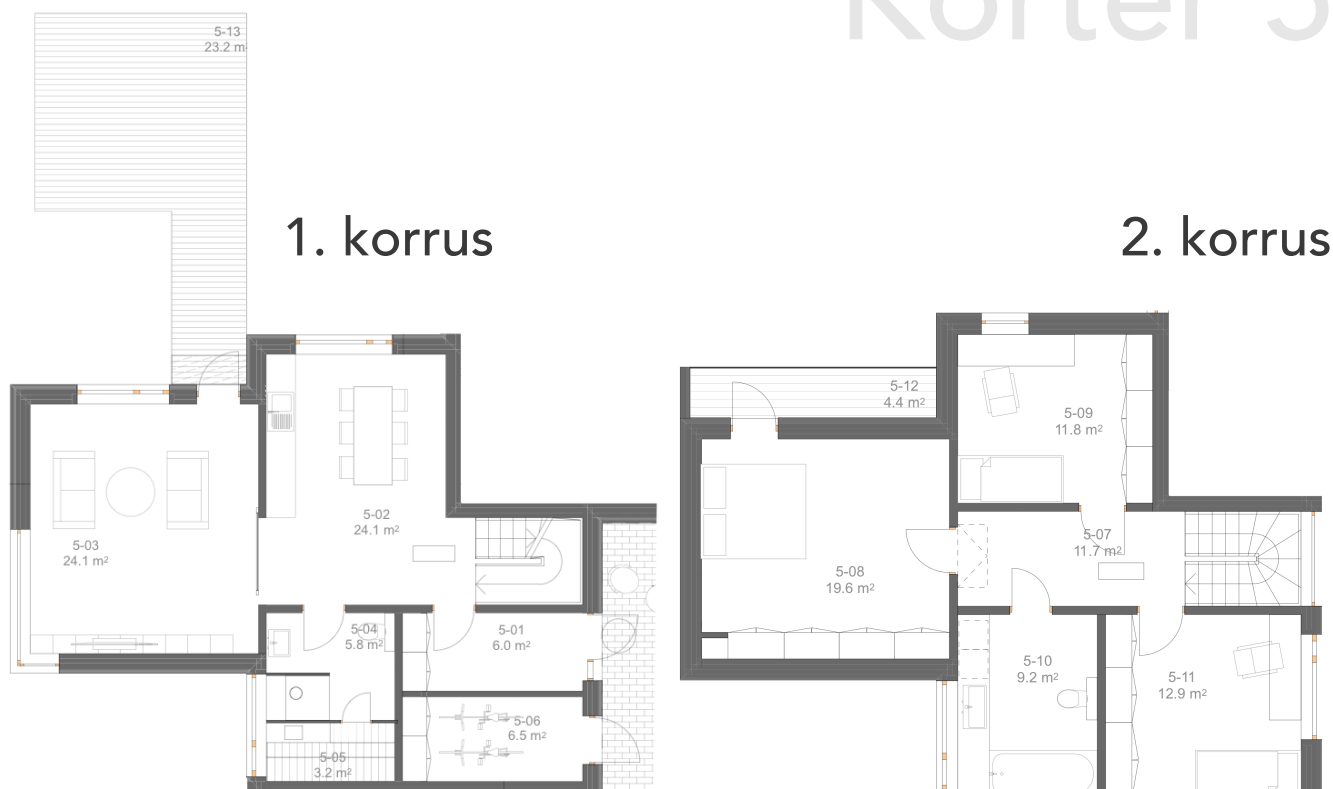 Korter 5
5-13
23.2 m
1. korrus
5-02
24.1 m²
5-03
24.1 m²
5-04
5.8 m²
5-01
6.0 m²
5-06
6.5 m²
5-05
3.2 m²
2. korrus
5-12
4.4 m²
5-09
11.8 m²
5-07
11.7 m²
5-08
19.6 m²
5-10
9.2 m²
5-11
12.9 m²